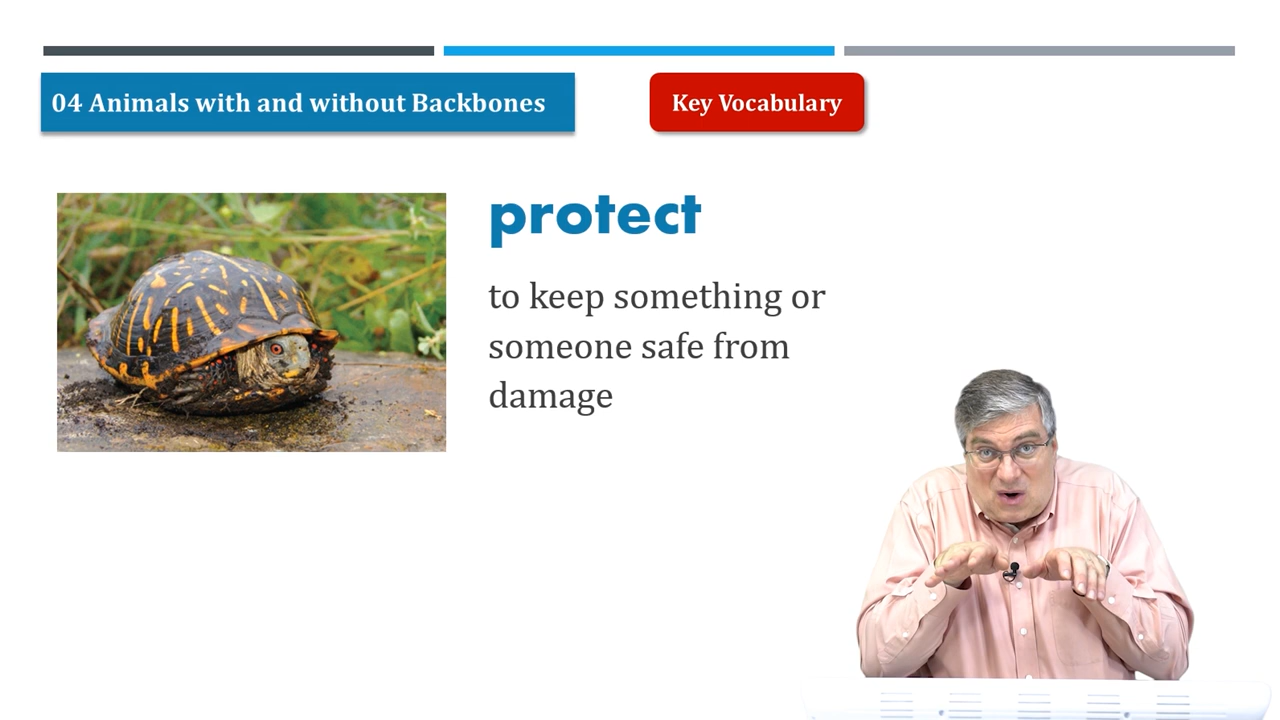 04 Animals with and without Backbones
Key Vocabulary
protect
to keep something or
someone safe from
damage